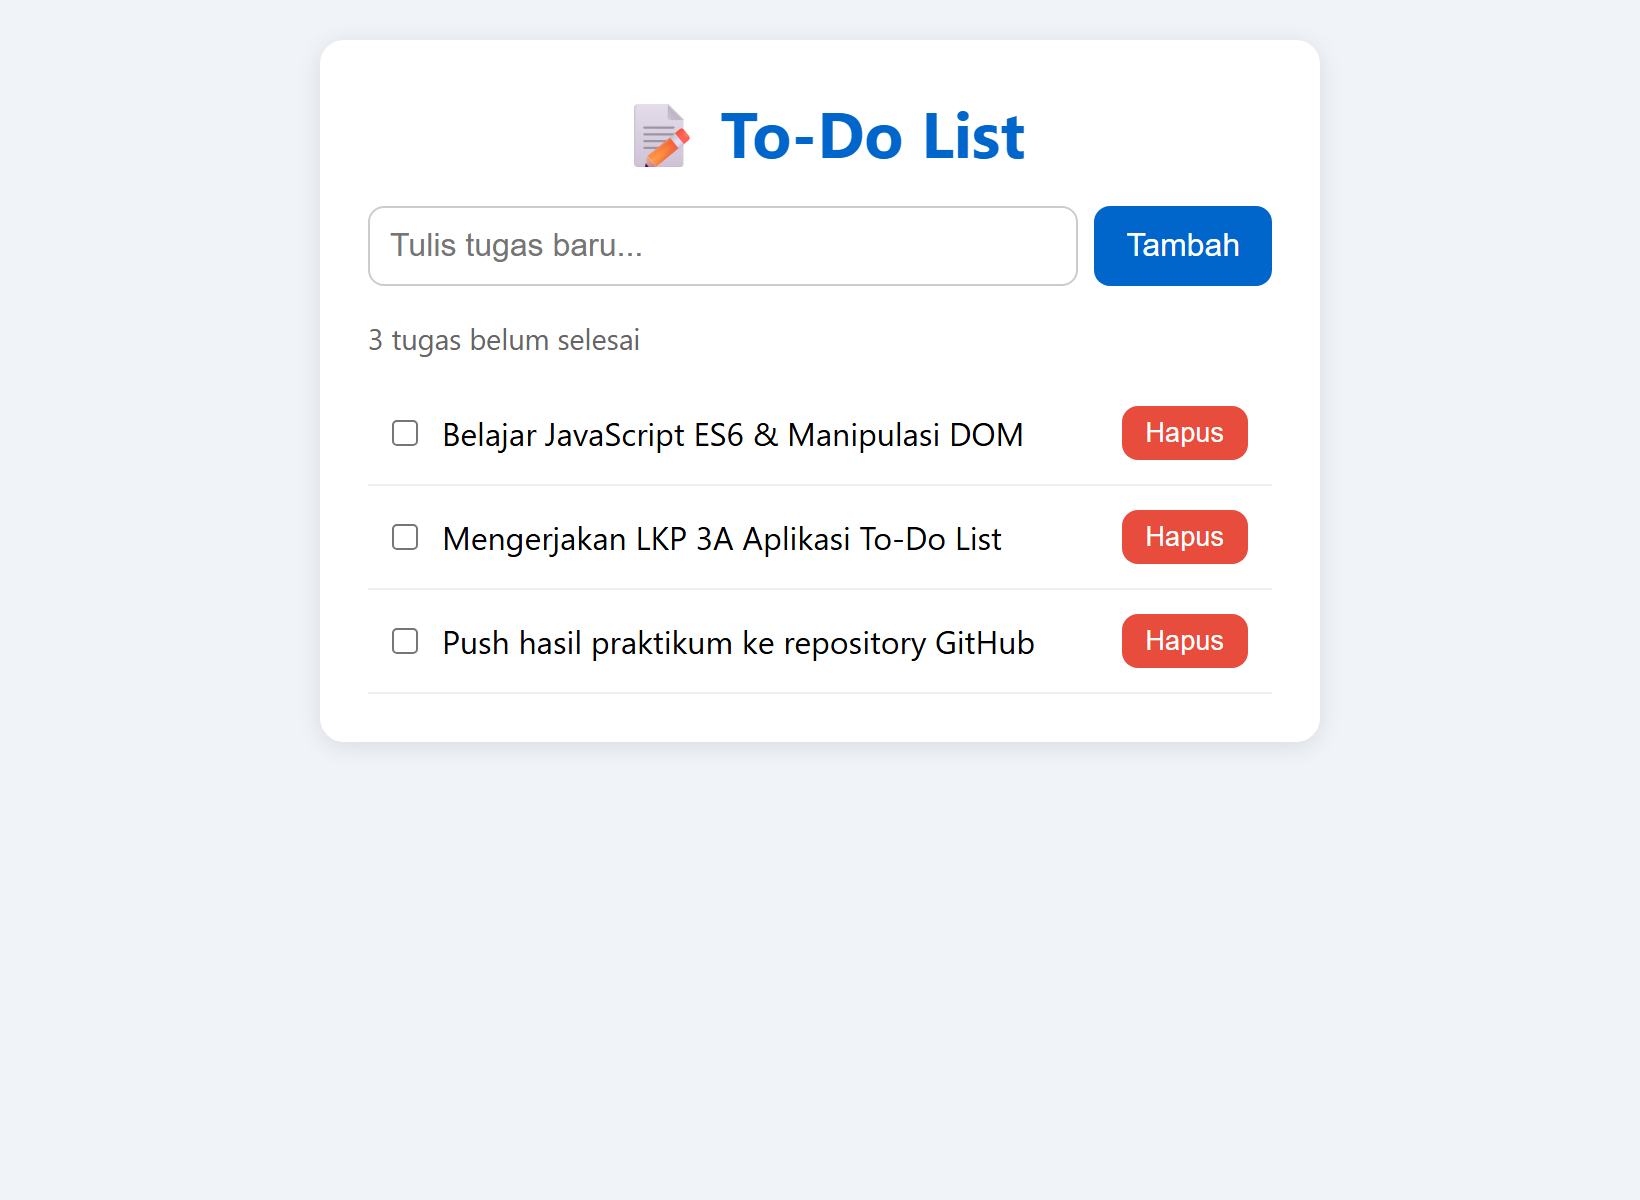 To-Do List
Tulis tugas baru...
Tambah
3 tugas belum selesai
Belajar JavaScript ES6 & Manipulasi DOM
Hapus
Mengerjakan LKP 3A Aplikasi To-Do List
Hapus
Push hasil praktikum ke repository GitHub
Hapus